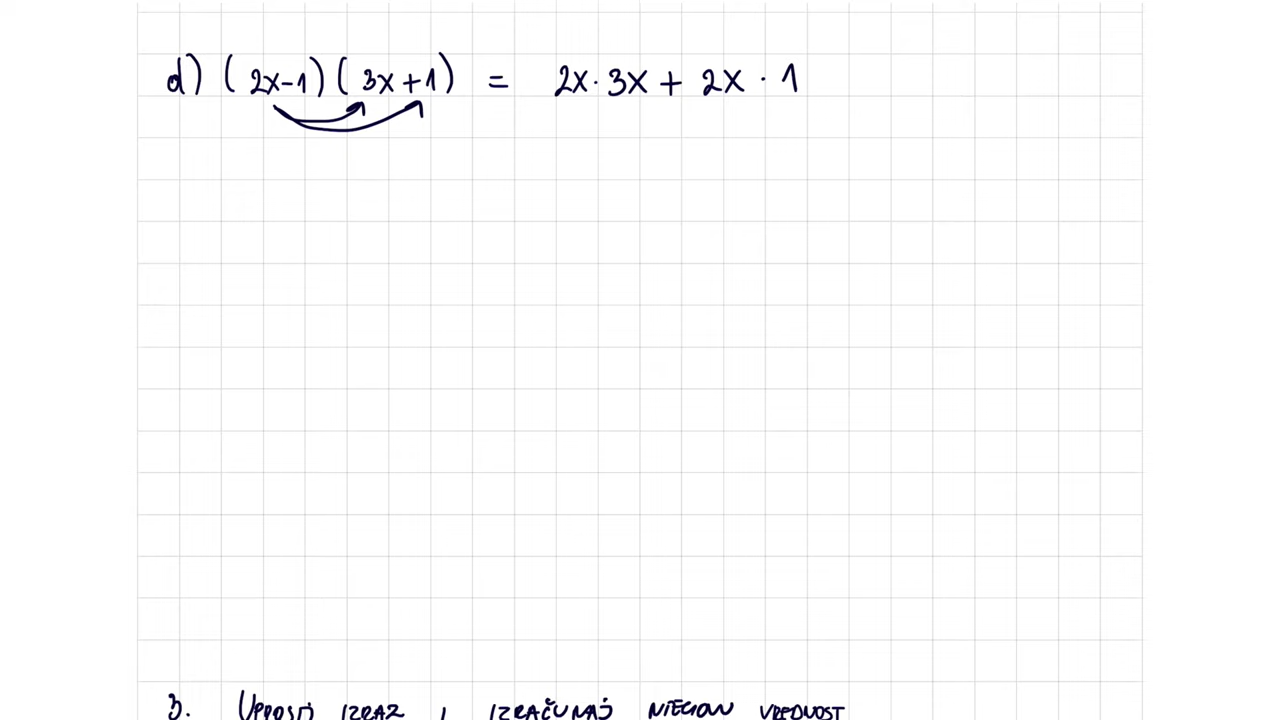 d) (2x-1)(3x+1) = 2x·3x + 2x·1
3. UPROSTI IZRAZ I IZRAČUNAJ NJEGOVU VREDNOST